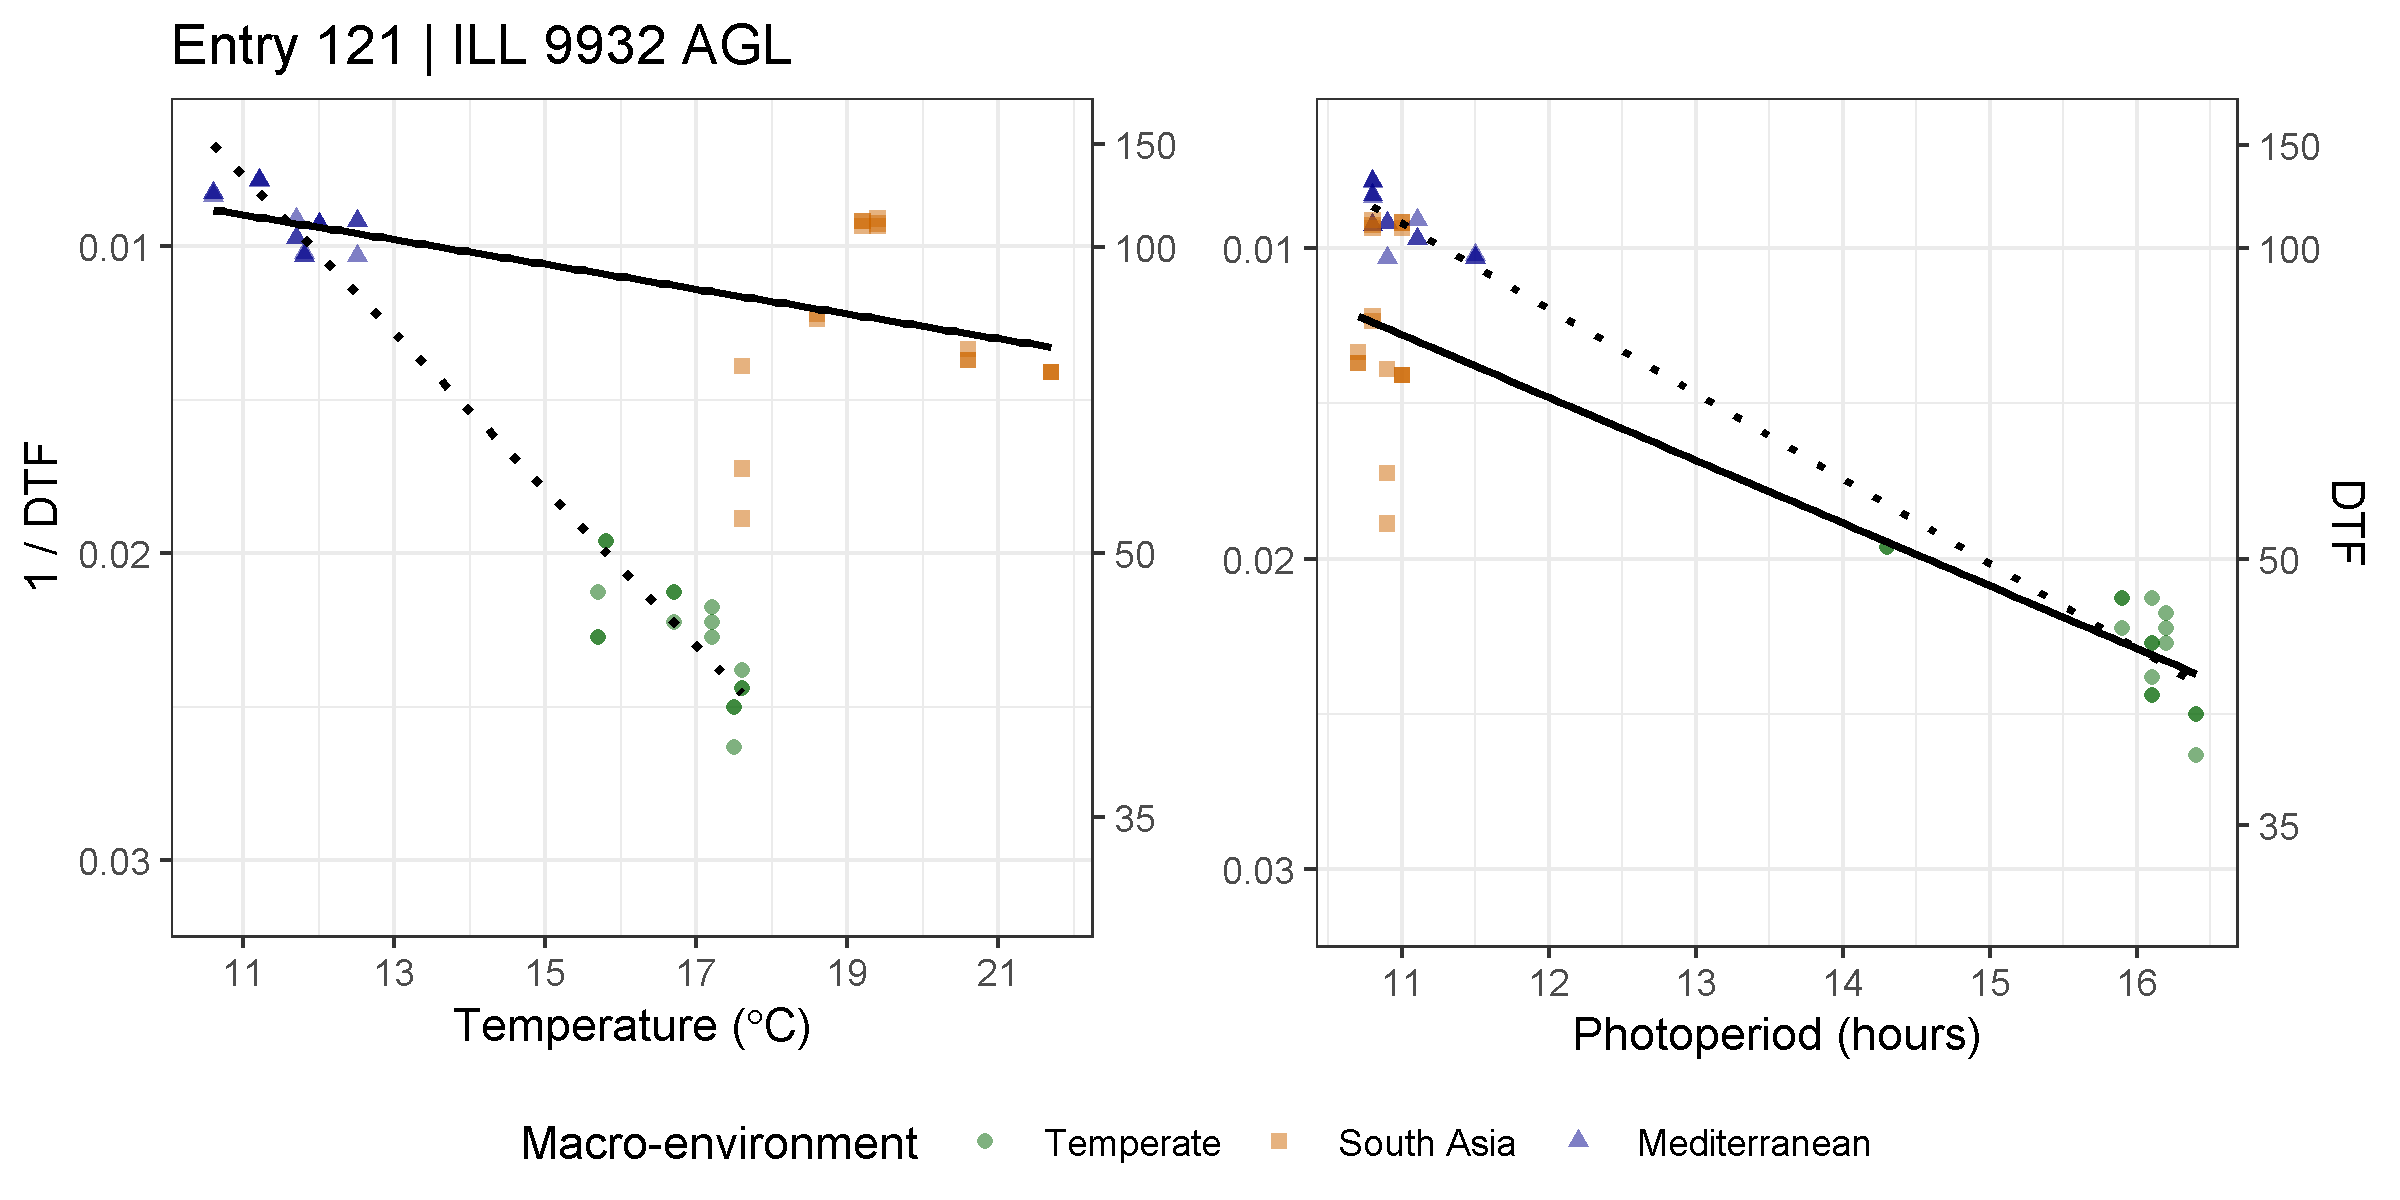 Entry 121 | ILL 9932 AGL
1 / DTF
0.01
0.02
0.03
150
100
50
35
11 13 15 17 19 21
Temperature (°C)
0.01
0.02
0.03
150
100
50
35
DTF
11 12 13 14 15 16
Photoperiod (hours)
Macro-environment Temperate South Asia Mediterranean